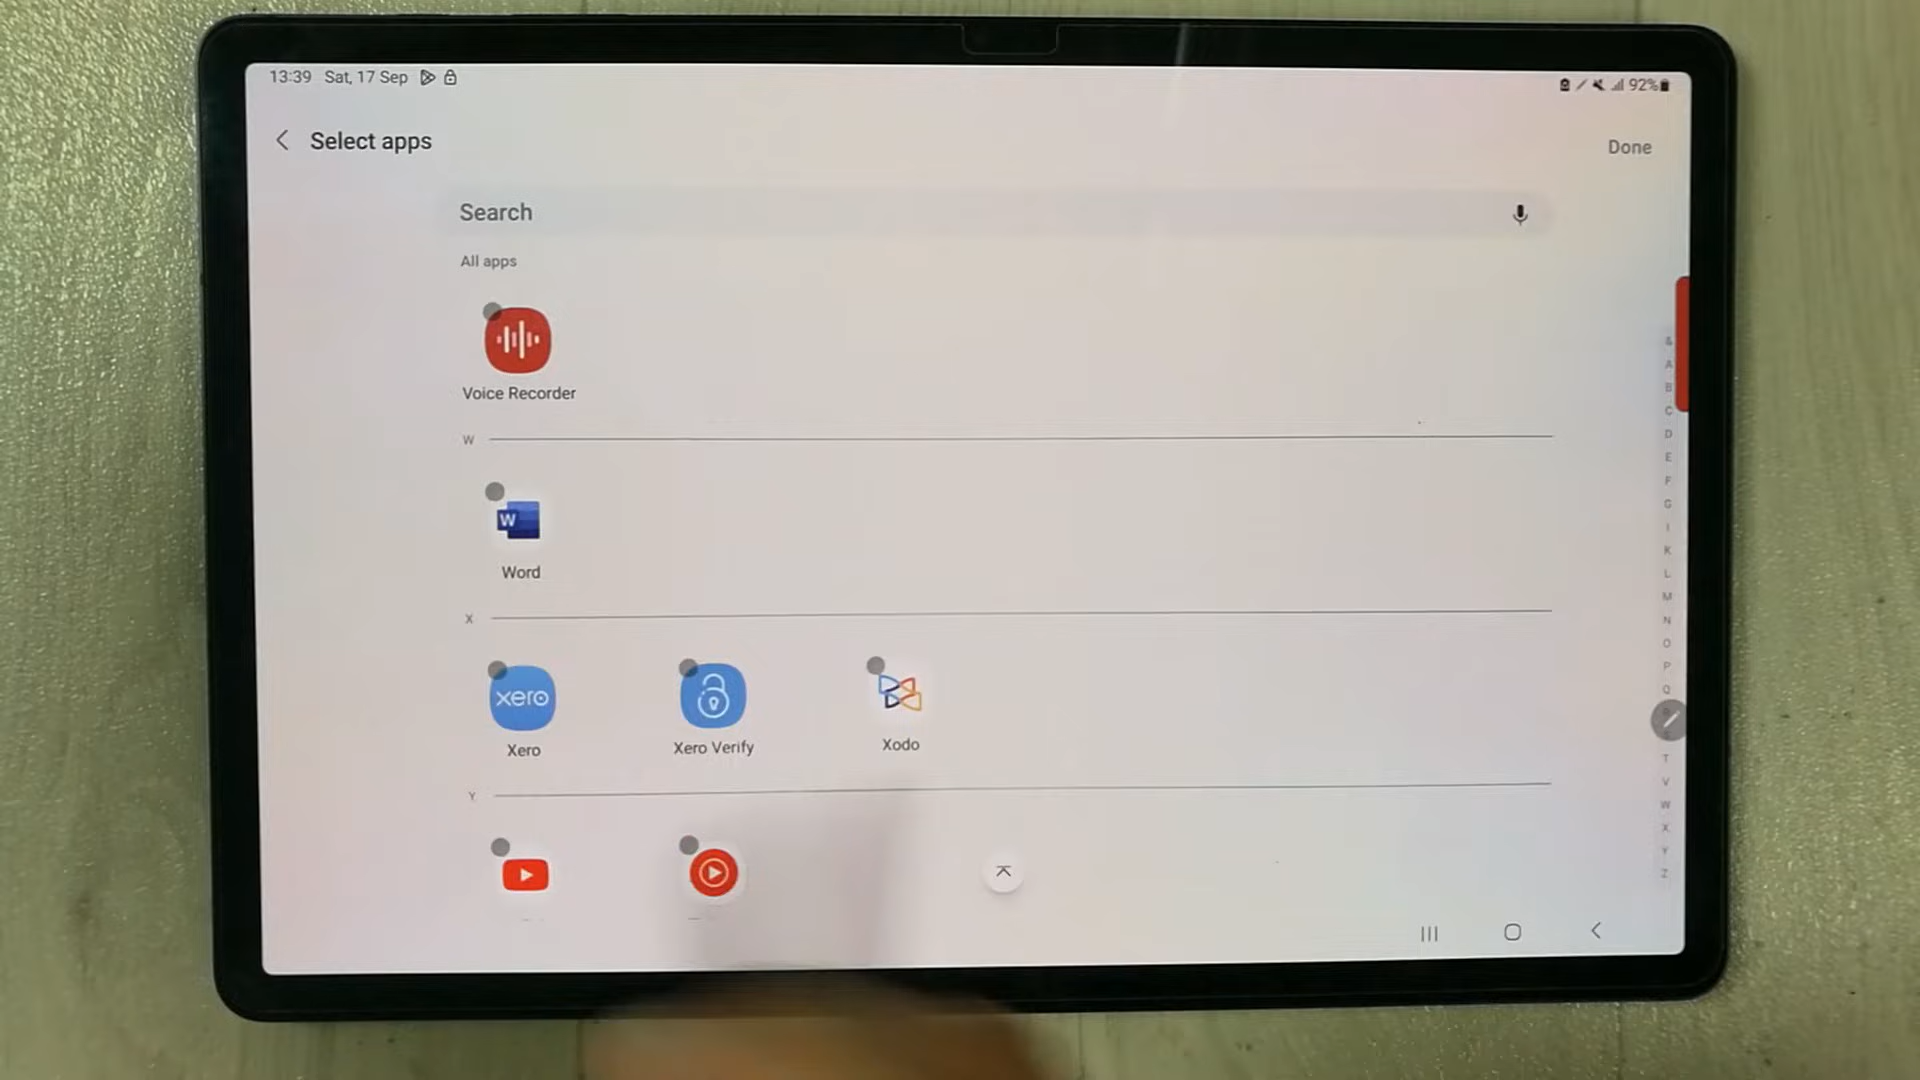 13:39 Sat, 17 Sep
92%
Select apps
Done
Search
All apps
Voice Recorder
W
W
Word
X
xero
Xero
Xero Verify
Xodo
Y
&
A
B
C
D
E
F
G
I
K
L
M
N
O
P
Q
T
V
W
X
Y
Z